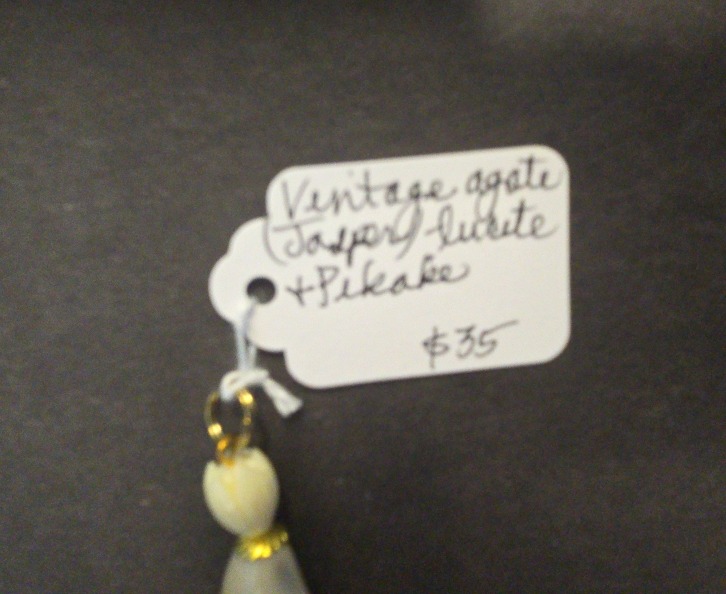 Vintage agate
(Jasper) lucite
+Pikake
$35